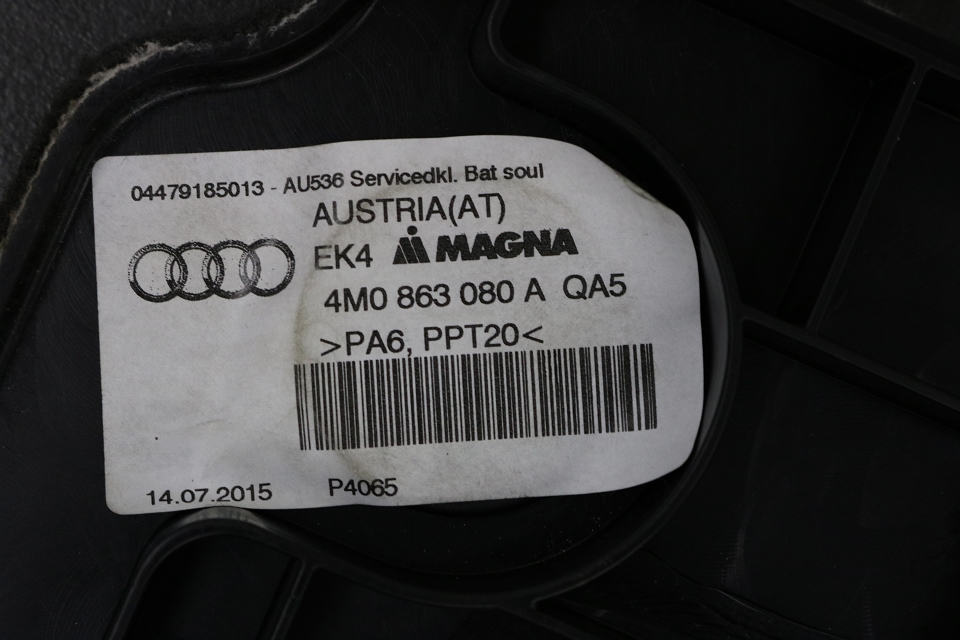 04479185013 - AU536 Servicedkl. Bat soul
AUSTRIA(AT)
EK4 MAGNA
4M0 863 080 A QA5
>PA6, PPT20<
14.07.2015 P4065